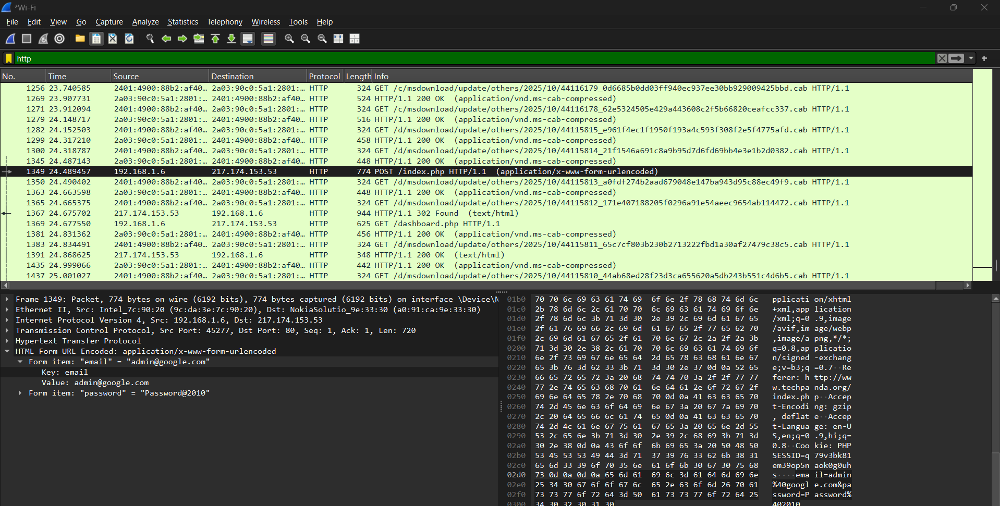 *Wi-Fi
File Edit View Go Capture Analyze Statistics Telephony Wireless Tools Help
http
No. Time Source Destination Protocol Length Info
1256 23.740585 2401:4900:88b2:af40… 2a03:90c0:5a1:2801:… HTTP 324 GET /c/msdownload/update/others/2025/10/44116179_0d6685b0dd03ff940ec937ee30bb929009425bbd.cab HTTP/1.1
1269 23.907731 2a03:90c0:5a1:2801:… 2401:4900:88b2:af40… HTTP 524 HTTP/1.1 200 OK (application/vnd.ms-cab-compressed)
1271 23.912094 2401:4900:88b2:af40… 2a03:90c0:5a1:2801:… HTTP 324 GET /c/msdownload/update/others/2025/10/44116178_62e5324505e429a443608c2f5b66820ceafcc337.cab HTTP/1.1
1279 24.148717 2a03:90c0:5a1:2801:… 2401:4900:88b2:af40… HTTP 516 HTTP/1.1 200 OK (application/vnd.ms-cab-compressed)
1282 24.152503 2401:4900:88b2:af40… 2a03:90c0:5a1:2801:… HTTP 324 GET /d/msdownload/update/others/2025/10/44115815_e961f4ec1f1950f193a4c593f308f2e5f4775afd.cab HTTP/1.1
1299 24.317210 2a03:90c0:5a1:2801:… 2401:4900:88b2:af40… HTTP 458 HTTP/1.1 200 OK (application/vnd.ms-cab-compressed)
1300 24.318787 2401:4900:88b2:af40… 2a03:90c0:5a1:2801:… HTTP 324 GET /d/msdownload/update/others/2025/10/44115814_21f1546a691c8a9b95d7d6fd69bb4e3e1b2d0382.cab HTTP/1.1
1345 24.487143 2a03:90c0:5a1:2801:… 2401:4900:88b2:af40… HTTP 448 HTTP/1.1 200 OK (application/vnd.ms-cab-compressed)
1349 24.489457 192.168.1.6 217.174.153.53 HTTP 774 POST /index.php HTTP/1.1 (application/x-www-form-urlencoded)
1350 24.490402 2401:4900:88b2:af40… 2a03:90c0:5a1:2801:… HTTP 324 GET /d/msdownload/update/others/2025/10/44115813_a0fdf274b2aad679048e147ba943d95c88ec49f9.cab HTTP/1.1
1363 24.663598 2a03:90c0:5a1:2801:… 2401:4900:88b2:af40… HTTP 448 HTTP/1.1 200 OK (application/vnd.ms-cab-compressed)
1365 24.665375 2401:4900:88b2:af40… 2a03:90c0:5a1:2801:… HTTP 324 GET /d/msdownload/update/others/2025/10/44115812_171e407188205f0296a91e54aeec9654ab114472.cab HTTP/1.1
1367 24.675702 217.174.153.53 192.168.1.6 HTTP 944 HTTP/1.1 302 Found (text/html)
1369 24.677550 192.168.1.6 217.174.153.53 HTTP 625 GET /dashboard.php HTTP/1.1
1381 24.831362 2a03:90c0:5a1:2801:… 2401:4900:88b2:af40… HTTP 456 HTTP/1.1 200 OK (application/vnd.ms-cab-compressed)
1383 24.834491 2401:4900:88b2:af40… 2a03:90c0:5a1:2801:… HTTP 324 GET /d/msdownload/update/others/2025/10/44115811_65c7cf803b230b2713222fbd1a30af27479c38c5.cab HTTP/1.1
1391 24.868625 217.174.153.53 192.168.1.6 HTTP 348 HTTP/1.1 200 OK (text/html)
1435 24.999066 2a03:90c0:5a1:2801:… 2401:4900:88b2:af40… HTTP 442 HTTP/1.1 200 OK (application/vnd.ms-cab-compressed)
1437 25.001027 2401:4900:88b2:af40… 2a03:90c0:5a1:2801:… HTTP 324 GET /d/msdownload/update/others/2025/10/44115810_44ab68ed28f23d3ca655620a5db243b551c4d6b5.cab HTTP/1.1
Frame 1349: Packet, 774 bytes on wire (6192 bits), 774 bytes captured (6192 bits) on interface \Device\N
Ethernet II, Src: Intel_7c:90:20 (9c:da:3e:7c:90:20), Dst: NokiaSolutio_9e:33:30 (a0:91:ca:9e:33:30)
Internet Protocol Version 4, Src: 192.168.1.6, Dst: 217.174.153.53
Transmission Control Protocol, Src Port: 45277, Dst Port: 80, Seq: 1, Ack: 1, Len: 720
Hypertext Transfer Protocol
HTML Form URL Encoded: application/x-www-form-urlencoded
Form item: "email" = "admin@google.com"
Key: email
Value: admin@google.com
Form item: "password" = "Password@2010"
01b0 70 70 6c 69 63 61 74 69 6f 6e 2f 78 68 74 6d 6c pplicati on/xhtml
01c0 2b 78 6d 6c 2c 61 70 70 6c 69 63 61 74 69 6f 6e +xml,app lication
01d0 2f 78 6d 6c 3b 71 3d 30 2e 39 2c 69 6d 61 67 65 /xml;q=0 .9,image
01e0 2f 61 76 69 66 2c 69 6d 61 67 65 2f 77 65 62 70 /avif,im age/webp
01f0 2c 69 6d 61 67 65 2f 61 70 6e 67 2c 2a 2f 2a 3b ,image/a png,*/*;
0200 71 3d 30 2e 38 2c 61 70 70 6c 69 63 61 74 69 6f q=0.8,ap plicatio
0210 6e 2f 73 69 67 6e 65 64 2d 65 78 63 68 61 6e 67 n/signed -exchang
0220 65 3b 76 3d 62 33 3b 71 3d 30 2e 37 0d 0a 52 65 e;v=b3;q =0.7··Re
0230 66 65 72 65 72 3a 20 68 74 74 70 3a 2f 2f 77 77 ferer: h ttp://ww
0240 77 2e 74 65 63 68 70 61 6e 64 61 2e 6f 72 67 2f w.techpa nda.org/
0250 69 6e 64 65 78 2e 70 68 70 0d 0a 41 63 63 65 70 index.ph p··Accep
0260 74 2d 45 6e 63 6f 64 69 6e 67 3a 20 67 7a 69 70 t-Encodi ng: gzip
0270 2c 20 64 65 66 6c 61 74 65 0d 0a 41 63 63 65 70 , deflat e··Accep
0280 74 2d 4c 61 6e 67 75 61 67 65 3a 20 65 6e 2d 55 t-Langua ge: en-U
0290 53 2c 65 6e 3b 71 3d 30 2e 39 2c 68 69 3b 71 3d S,en;q=0 .9,hi;q=
02a0 30 2e 38 0d 0a 43 6f 6f 6b 69 65 3a 20 50 48 50 0.8··Coo kie: PHP
02b0 53 45 53 53 49 44 3d 71 37 39 76 33 62 6b 38 31 SESSID=q 79v3bk81
02c0 65 6d 33 39 6f 70 35 6e 61 6f 6b 30 67 30 75 68 em39op5n aok0g0uh
02d0 73 0d 0a 0d 0a 65 6d 61 69 6c 3d 61 64 6d 69 6e s····ema il=admin
02e0 25 34 30 67 6f 6f 67 6c 65 2e 63 6f 6d 26 70 61 %40googl e.com&pa
02f0 73 73 77 6f 72 64 3d 50 61 73 73 77 6f 72 64 25 ssword=P assword%
0300 34 30 32 30 31 30 402010